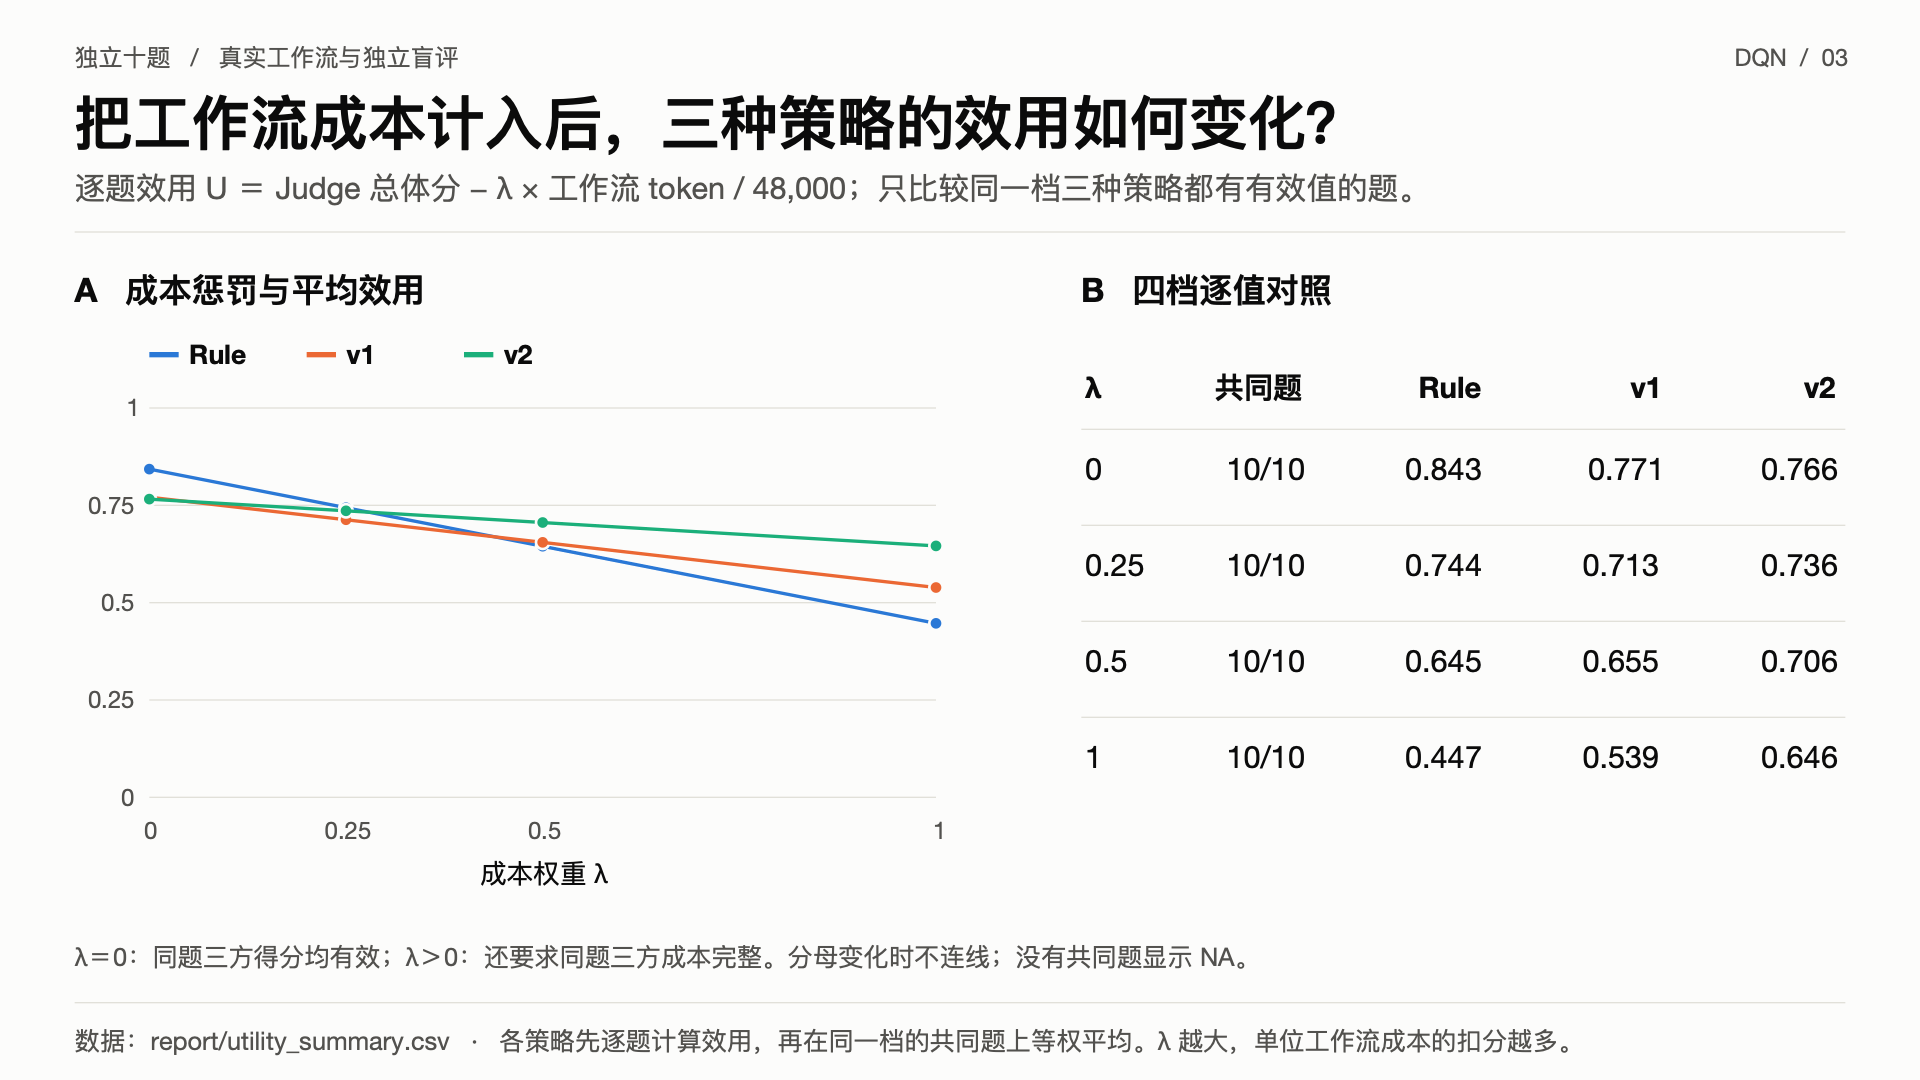 独立十题 / 真实工作流与独立盲评
DQN / 03
把工作流成本计入后，三种策略的效用如何变化?
逐题效用 U ＝ Judge 总体分 − λ × 工作流 token / 48,000；只比较同一档三种策略都有有效值的题。
A 成本惩罚与平均效用
Rule v1 v2
1
0.75
0.5
0.25
0
0 0.25 0.5 1
成本权重 λ
B 四档逐值对照
λ 共同题 Rule v1 v2
0 10/10 0.843 0.771 0.766
0.25 10/10 0.744 0.713 0.736
0.5 10/10 0.645 0.655 0.706
1 10/10 0.447 0.539 0.646
λ＝0：同题三方得分均有效；λ＞0：还要求同题三方成本完整。分母变化时不连线；没有共同题显示 NA。
数据：report/utility_summary.csv · 各策略先逐题计算效用，再在同一档的共同题上等权平均。λ 越大，单位工作流成本的扣分越多。